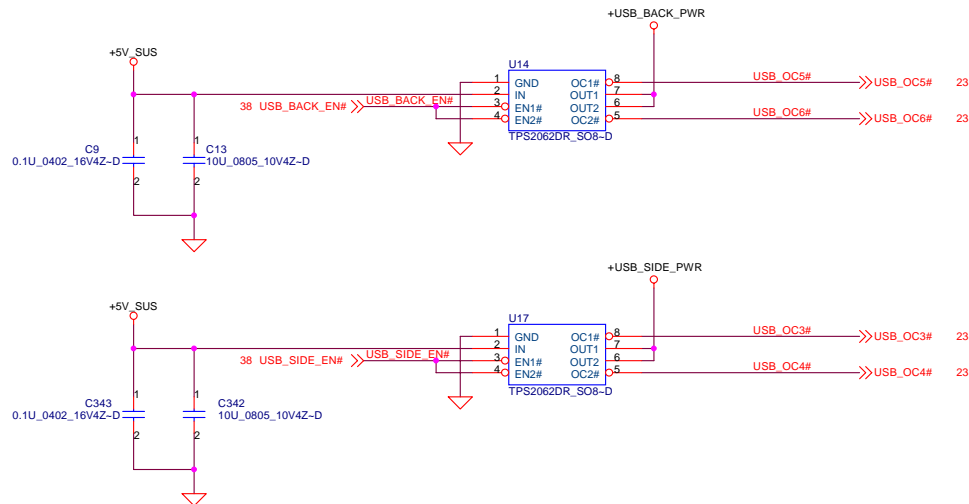 +USB_BACK_PWR
+5V_SUS
U14
1 GND OC1# 8 USB_OC5# USB_OC5# 23
2 IN OUT1 7
38 USB_BACK_EN# USB_BACK_EN# 3 EN1# OUT2 6
4 EN2# OC2# 5 USB_OC6# USB_OC6# 23
TPS2062DR_SO8~D
1 1
C9 C13
0.1U_0402_16V4Z~D 10U_0805_10V4Z~D
2 2
+USB_SIDE_PWR
+5V_SUS
U17
1 GND OC1# 8 USB_OC3# USB_OC3# 23
2 IN OUT1 7
38 USB_SIDE_EN# USB_SIDE_EN# 3 EN1# OUT2 6
4 EN2# OC2# 5 USB_OC4# USB_OC4# 23
TPS2062DR_SO8~D
1 1
C343 C342
0.1U_0402_16V4Z~D 10U_0805_10V4Z~D
2 2